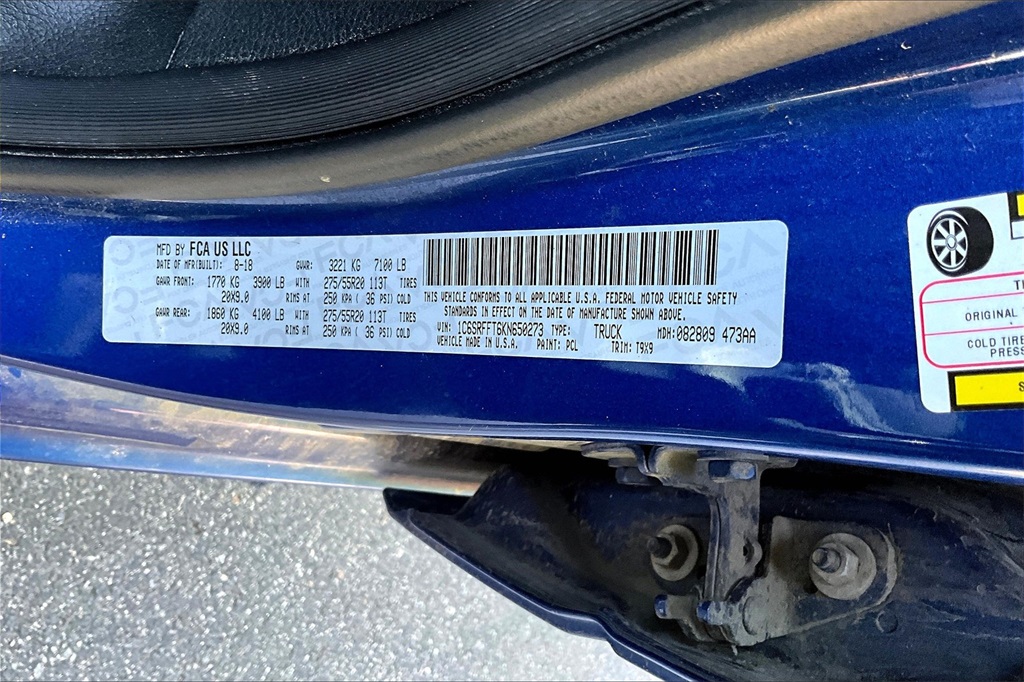 MFD BY FCA US LLC
DATE OF MFR(BUILT): 8-18 GVWR: 3221 KG 7100 LB
GAWR FRONT: 1770 KG 3900 LB WITH 275/55R20 113T TIRES
20X9.0 RIMS AT 250 KPA ( 36 PSI) COLD
GAWR REAR: 1860 KG 4100 LB WITH 275/55R20 113T TIRES
20X9.0 RIMS AT 250 KPA ( 36 PSI) COLD
THIS VEHICLE CONFORMS TO ALL APPLICABLE U.S.A. FEDERAL MOTOR VEHICLE SAFETY
STANDARDS IN EFFECT ON THE DATE OF MANUFACTURE SHOWN ABOVE.
VIN: 1C6SRFFT6KN650273 TYPE: TRUCK MDH: 082809 473AA
VEHICLE MADE IN U.S.A. PAINT: PCL TRIM: T9X9
ORIGINAL
COLD TIRE
PRESS